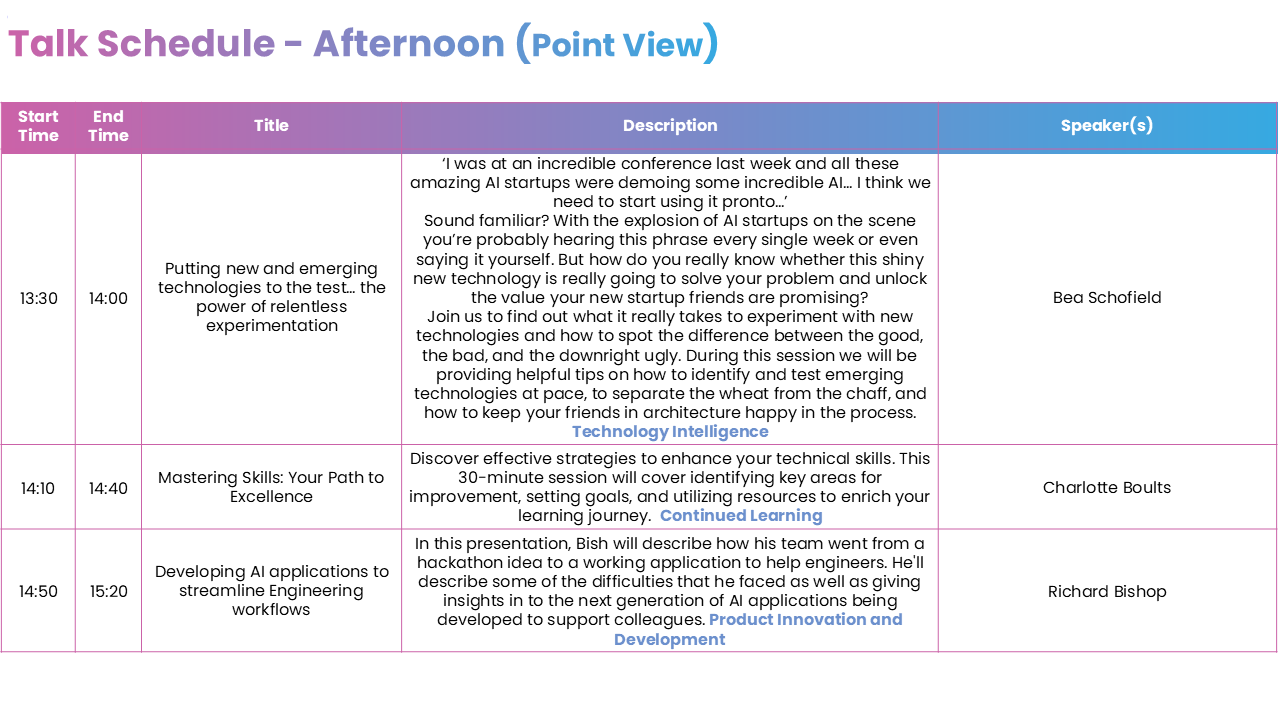 Talk Schedule - Afternoon (Point View)
Start Time
End Time
Title
Description
Speaker(s)
13:30
14:00
Putting new and emerging
technologies to the test… the
power of relentless
experimentation
‘I was at an incredible conference last week and all these
amazing AI startups were demoing some incredible AI… I think we
need to start using it pronto…’
Sound familiar? With the explosion of AI startups on the scene
you’re probably hearing this phrase every single week or even
saying it yourself. But how do you really know whether this shiny
new technology is really going to solve your problem and unlock
the value your new startup friends are promising?
Join us to find out what it really takes to experiment with new
technologies and how to spot the difference between the good,
the bad, and the downright ugly. During this session we will be
providing helpful tips on how to identify and test emerging
technologies at pace, to separate the wheat from the chaff, and
how to keep your friends in architecture happy in the process.
Technology Intelligence
Bea Schofield
14:10
14:40
Mastering Skills: Your Path to
Excellence
Discover effective strategies to enhance your technical skills. This
30-minute session will cover identifying key areas for
improvement, setting goals, and utilizing resources to enrich your
learning journey. Continued Learning
Charlotte Boults
14:50
15:20
Developing AI applications to
streamline Engineering
workflows
In this presentation, Bish will describe how his team went from a
hackathon idea to a working application to help engineers. He'll
describe some of the difficulties that he faced as well as giving
insights in to the next generation of AI applications being
developed to support colleagues. Product Innovation and
Development
Richard Bishop